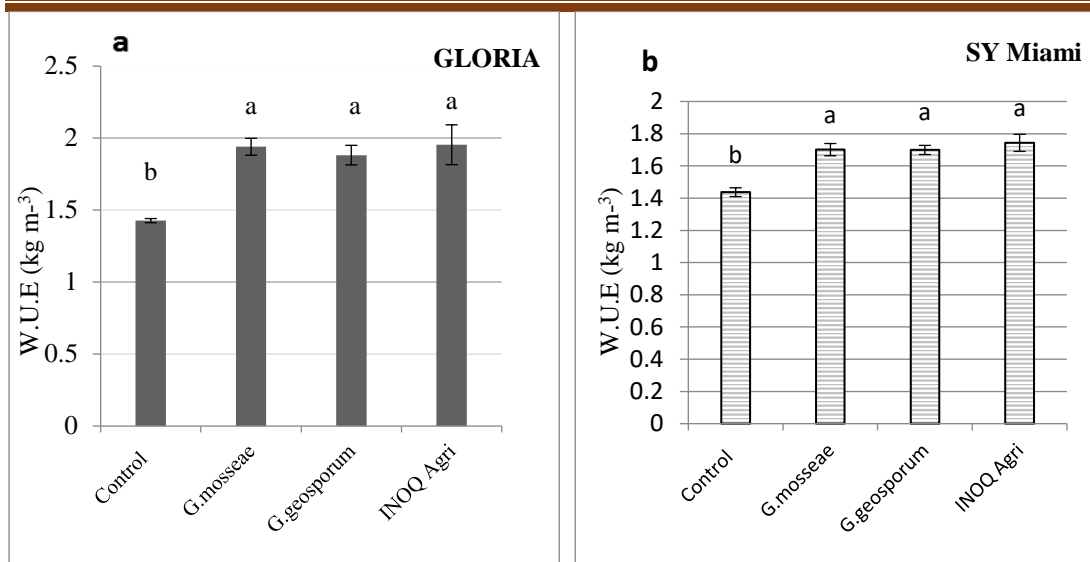 a
GLORIA
2.5
2
1.5
1
0.5
0
W.U.E (kg m-³)
b
a
a
a
Control
G.mosseae
G.geosporum
INOQ Agri
b
SY Miami
2
1.8
1.6
1.4
1.2
1
0.8
0.6
0.4
0.2
0
W.U.E (kg m-³)
b
a
a
a
Control
G.mosseae
G.geosporum
INOQ Agri